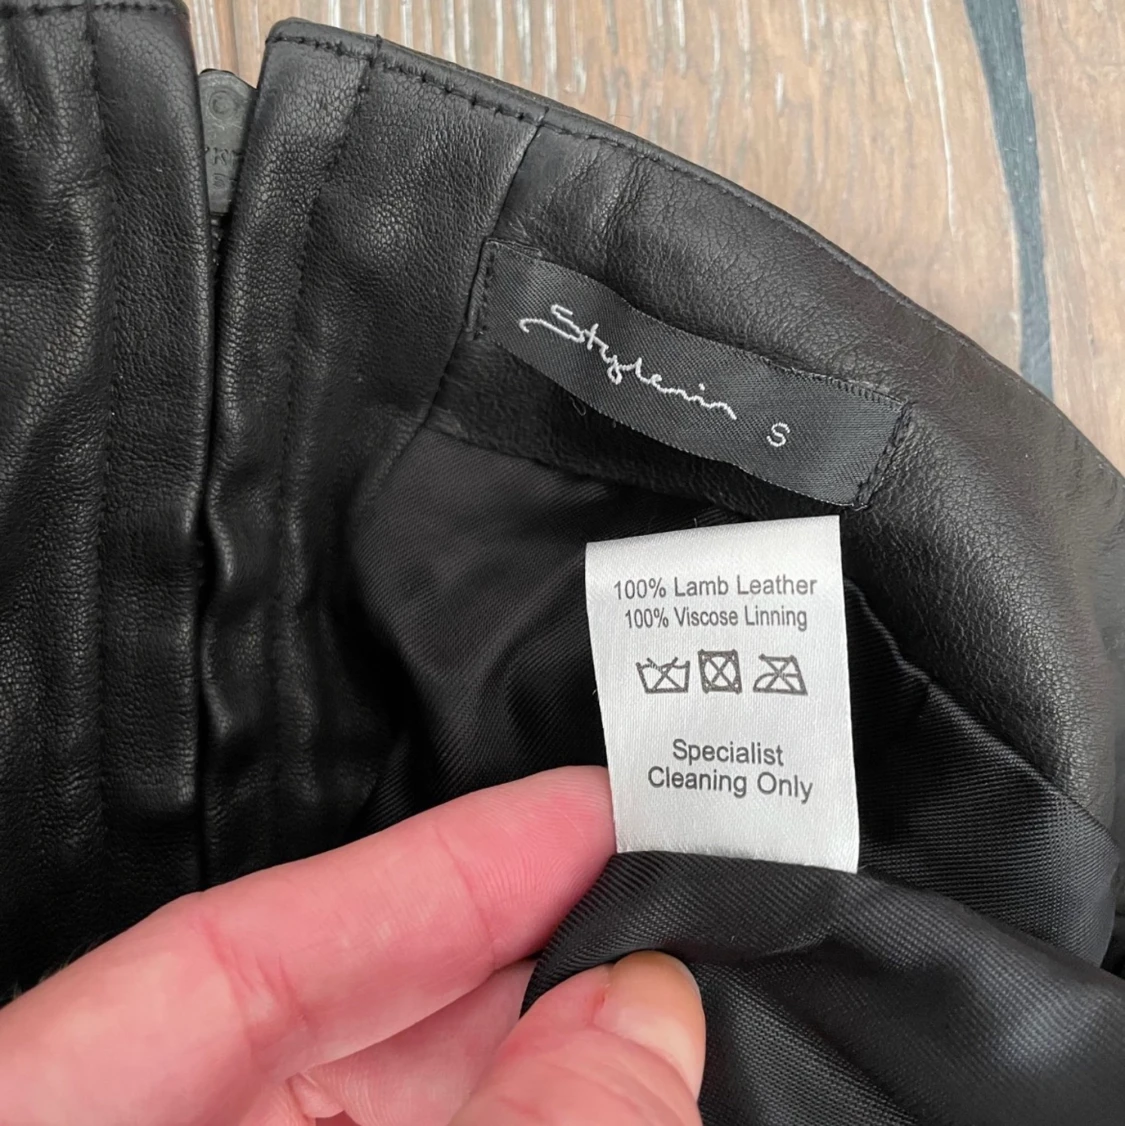 Stylenin
S
100% Lamb Leather
100% Viscose Linning
Specialist
Cleaning Only